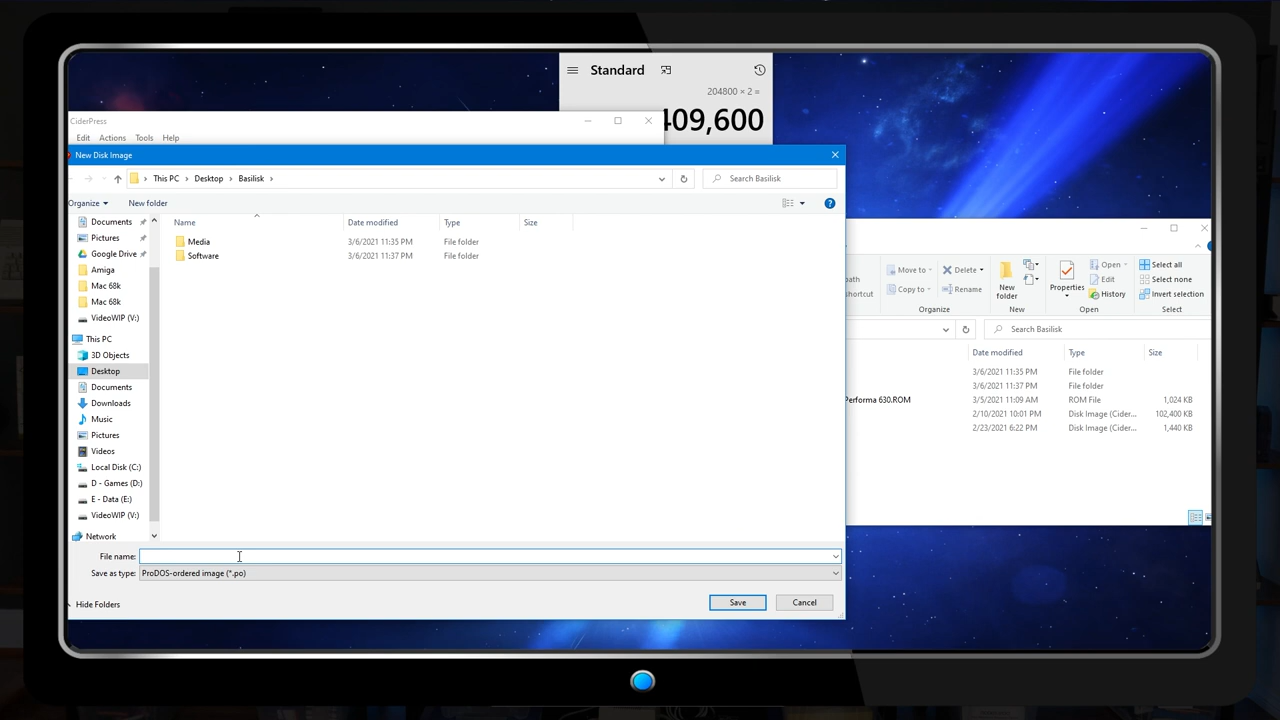 Standard
204800 × 2 =
409,600
CiderPress
Edit Actions Tools Help
New Disk Image
This PC Desktop Basilisk
Search Basilisk
Organize New folder
Documents
Pictures
Google Drive
Amiga
Mac 68k
Mac 68k
VideoWIP (V:)
This PC
3D Objects
Desktop
Documents
Downloads
Music
Pictures
Videos
Local Disk (C:)
D - Games (D:)
E - Data (E:)
VideoWIP (V:)
Network
Name Date modified Type Size
Media 3/6/2021 11:35 PM File folder
Software 3/6/2021 11:37 PM File folder
File name:
Save as type: ProDOS-ordered image (*.po)
Hide Folders
Save Cancel
Move to Delete
Copy to Rename
New folder
Properties
Open
Edit
History
Select all
Select none
Invert selection
path
shortcut
Organize New Open Select
Search Basilisk
Date modified Type Size
3/6/2021 11:35 PM File folder
3/6/2021 11:37 PM File folder
Performa 630.ROM 3/5/2021 11:09 AM ROM File 1,024 KB
2/10/2021 10:01 PM Disk Image (Cider... 102,400 KB
2/23/2021 6:22 PM Disk Image (Cider... 1,440 KB